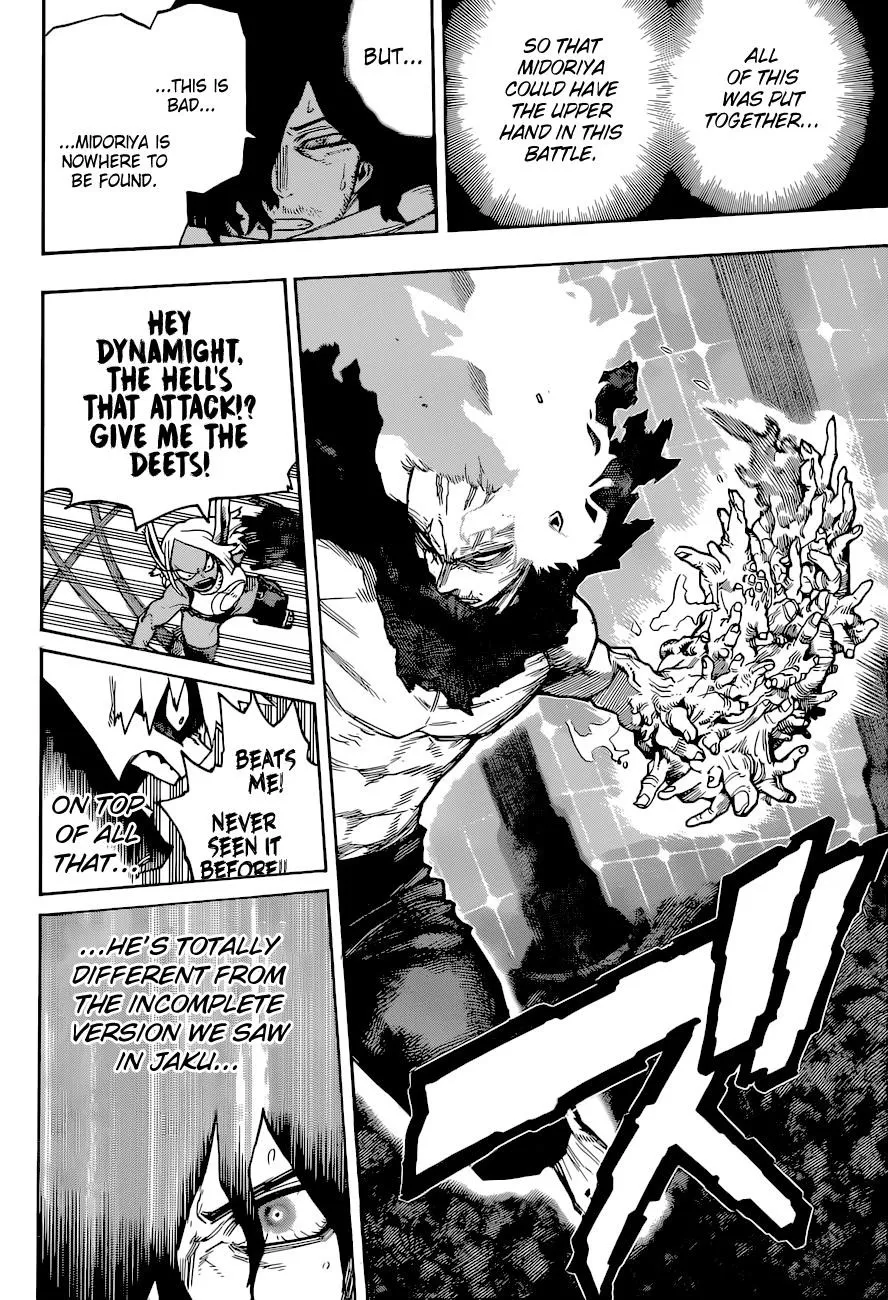 ALL
OF THIS
WAS PUT
TOGETHER...
SO THAT
MIDORIYA
COULD HAVE
THE UPPER
HAND IN THIS
BATTLE.
BUT...
...THIS IS
BAD...
...MIDORIYA IS
NOWHERE TO
BE FOUND.
ズ
HEY
DYNAMIGHT,
THE HELL'S
THAT ATTACK!?
GIVE ME THE
DEETS!
BEATS
ME!
NEVER
SEEN IT
BEFORE!!
ON TOP
OF ALL
THAT...
...HE'S TOTALLY
DIFFERENT FROM
THE INCOMPLETE
VERSION WE SAW
IN JAKU...